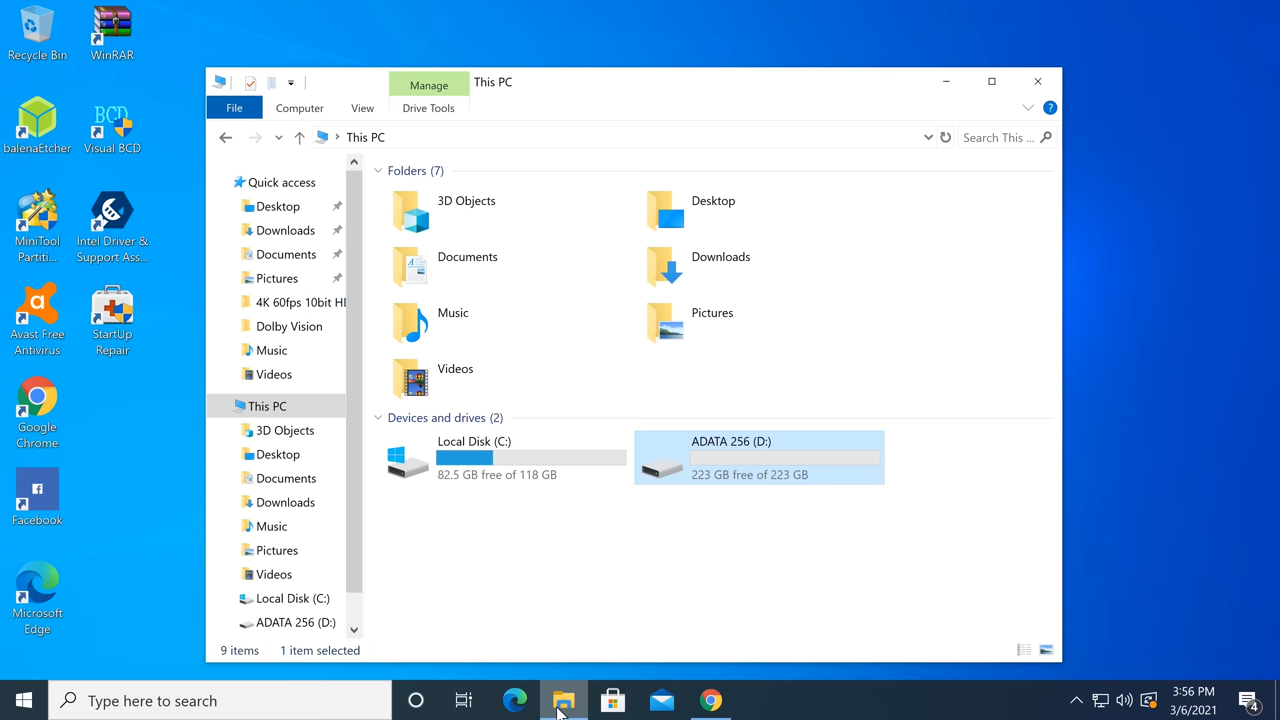 Recycle Bin
WinRAR
balenaEtcher
Visual BCD
MiniTool
Partiti...
Intel Driver &
Support Ass...
Avast Free
Antivirus
StartUp
Repair
Google
Chrome
Facebook
Microsoft
Edge
Manage
This PC
File
Computer
View
Drive Tools
This PC
Search This ...
Quick access
Desktop
Downloads
Documents
Pictures
4K 60fps 10bit H
Dolby Vision
Music
Videos
This PC
3D Objects
Desktop
Documents
Downloads
Music
Pictures
Videos
Local Disk (C:)
ADATA 256 (D:)
Folders (7)
3D Objects
Desktop
Documents
Downloads
Music
Pictures
Videos
Devices and drives (2)
Local Disk (C:)
82.5 GB free of 118 GB
ADATA 256 (D:)
223 GB free of 223 GB
9 items
1 item selected
Type here to search
3:56 PM
3/6/2021
4